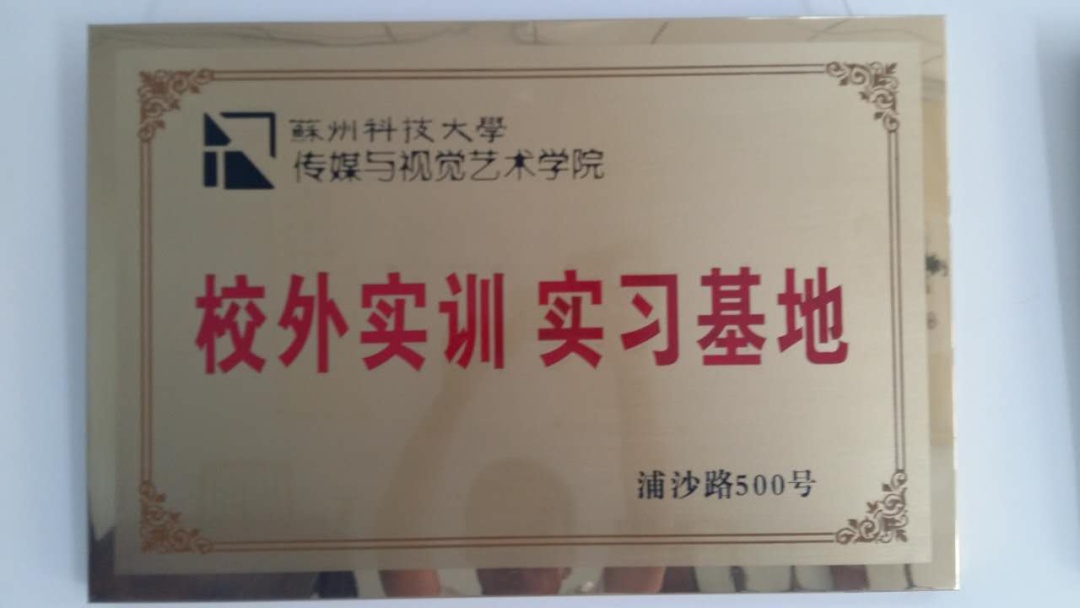 蘇州科技大學
传媒与视觉艺术学院
校外实训 实习基地
浦沙路500号